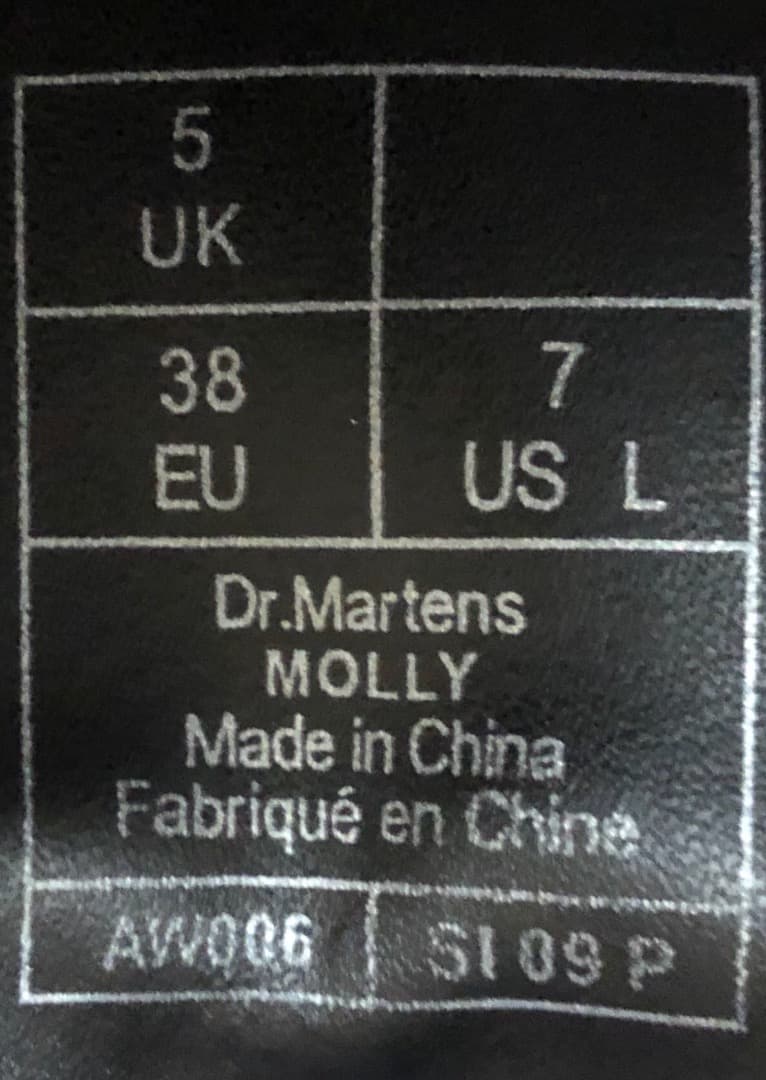 5
UK
38
EU
7
US L
Dr.Martens
MOLLY
Made in China
Fabriqué en Chine
AW006
SI 09 P